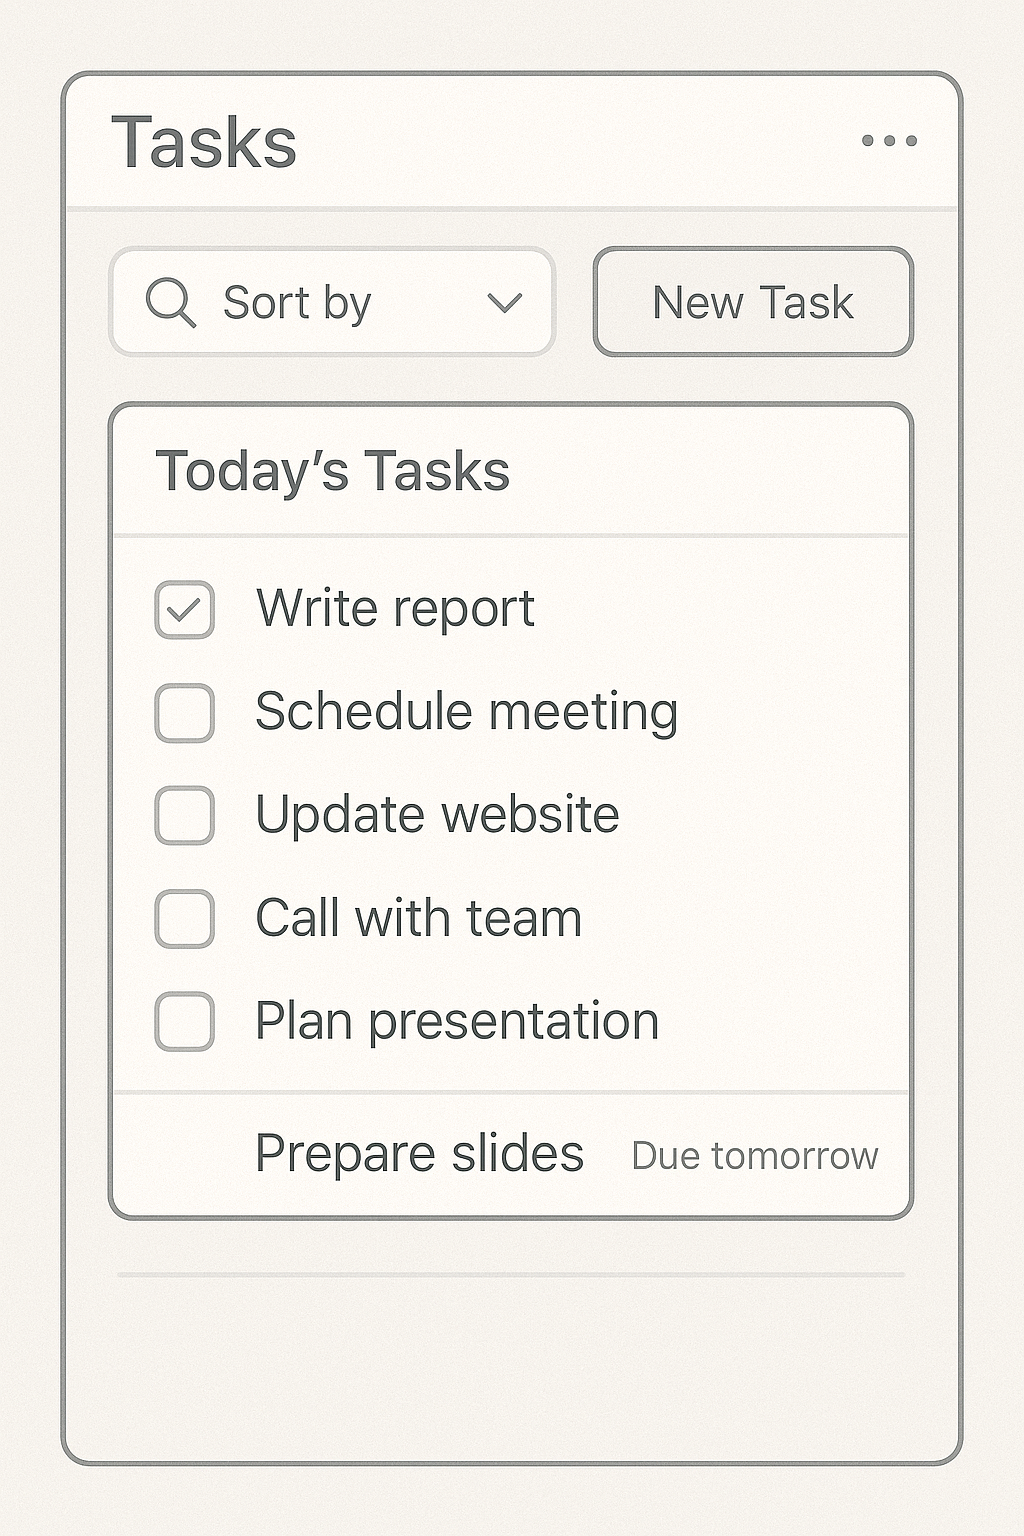 Tasks
Sort by
New Task
Today’s Tasks
Write report
Schedule meeting
Update website
Call with team
Plan presentation
Prepare slides Due tomorrow